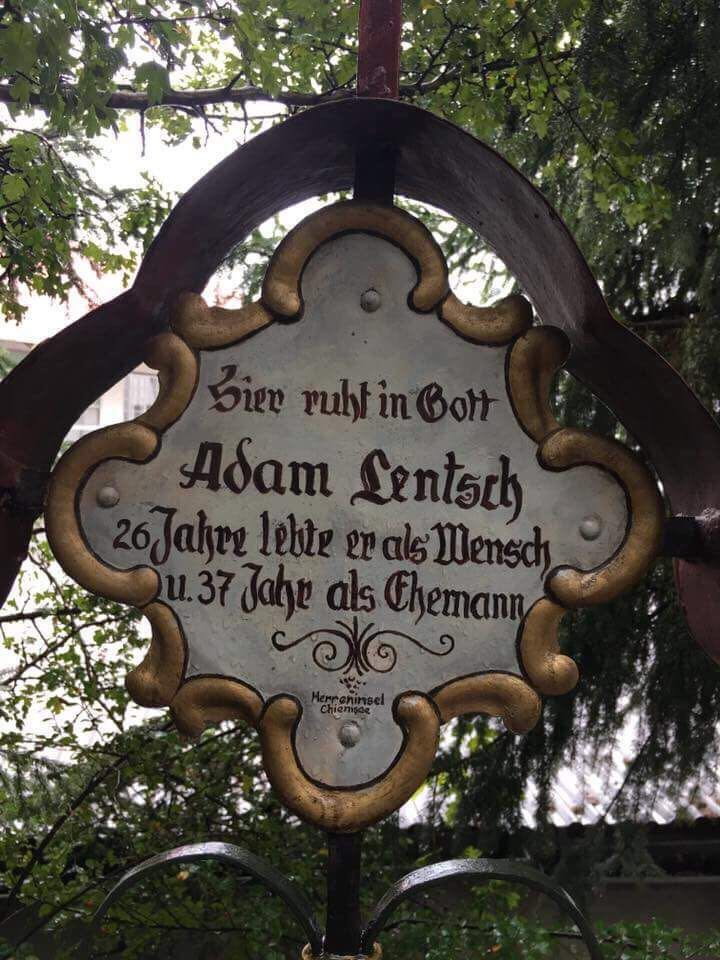 Hier ruht in Gott
Adam Lentsch
26 Jahre lebte er als Mensch
u. 37 Jahr als Ehemann
Herreninsel
Chiemsee